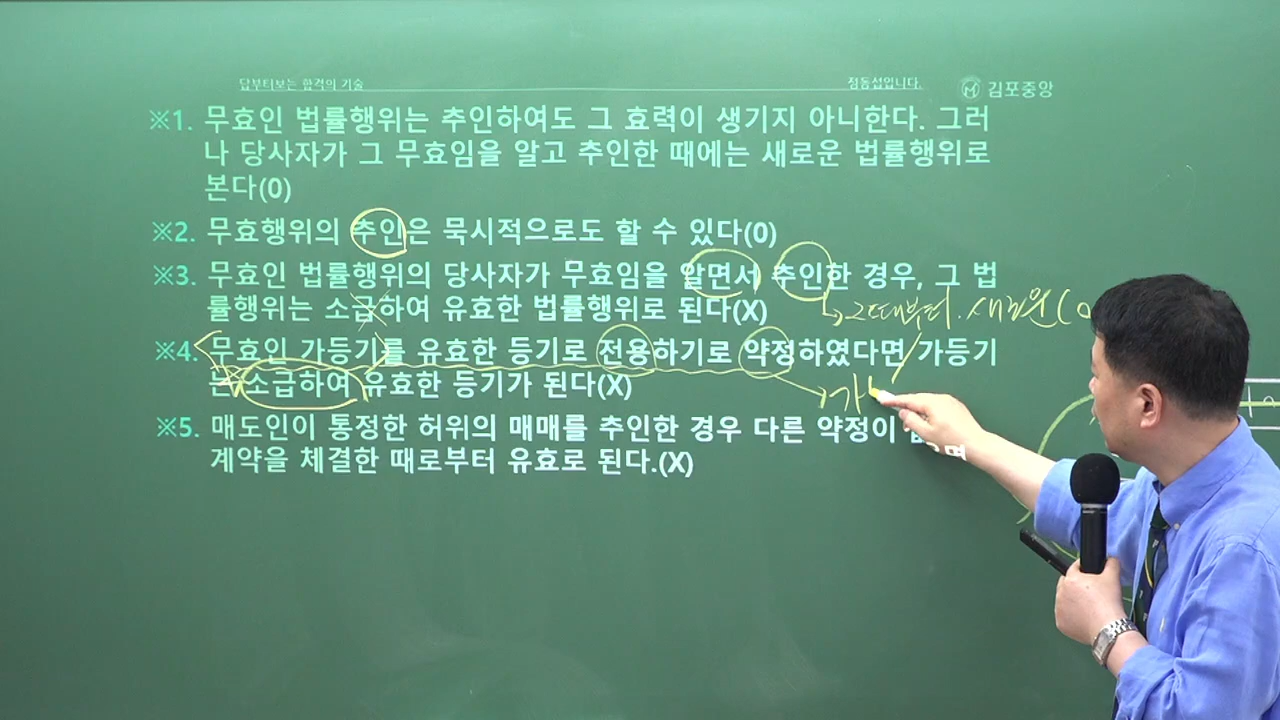 답부터보는 합격의 기술
정동섭입니다.
김포중앙
※1. 무효인 법률행위는 추인하여도 그 효력이 생기지 아니한다. 그러
나 당사자가 그 무효임을 알고 추인한 때에는 새로운 법률행위로
본다(0)
※2. 무효행위의 추인은 묵시적으로도 할 수 있다(0)
※3. 무효인 법률행위의 당사자가 무효임을 알면서 추인한 경우, 그 법
률행위는 소급하여 유효한 법률행위로 된다(X)
그때부터. 새로운(0
※4. 무효인 가등기를 유효한 등기로 전용하기로 약정하였다면 가등기
는 소급하여 유효한 등기가 된다(X)
※5. 매도인이 통정한 허위의 매매를 추인한 경우 다른 약정이
계약을 체결한 때로부터 유효로 된다.(X)